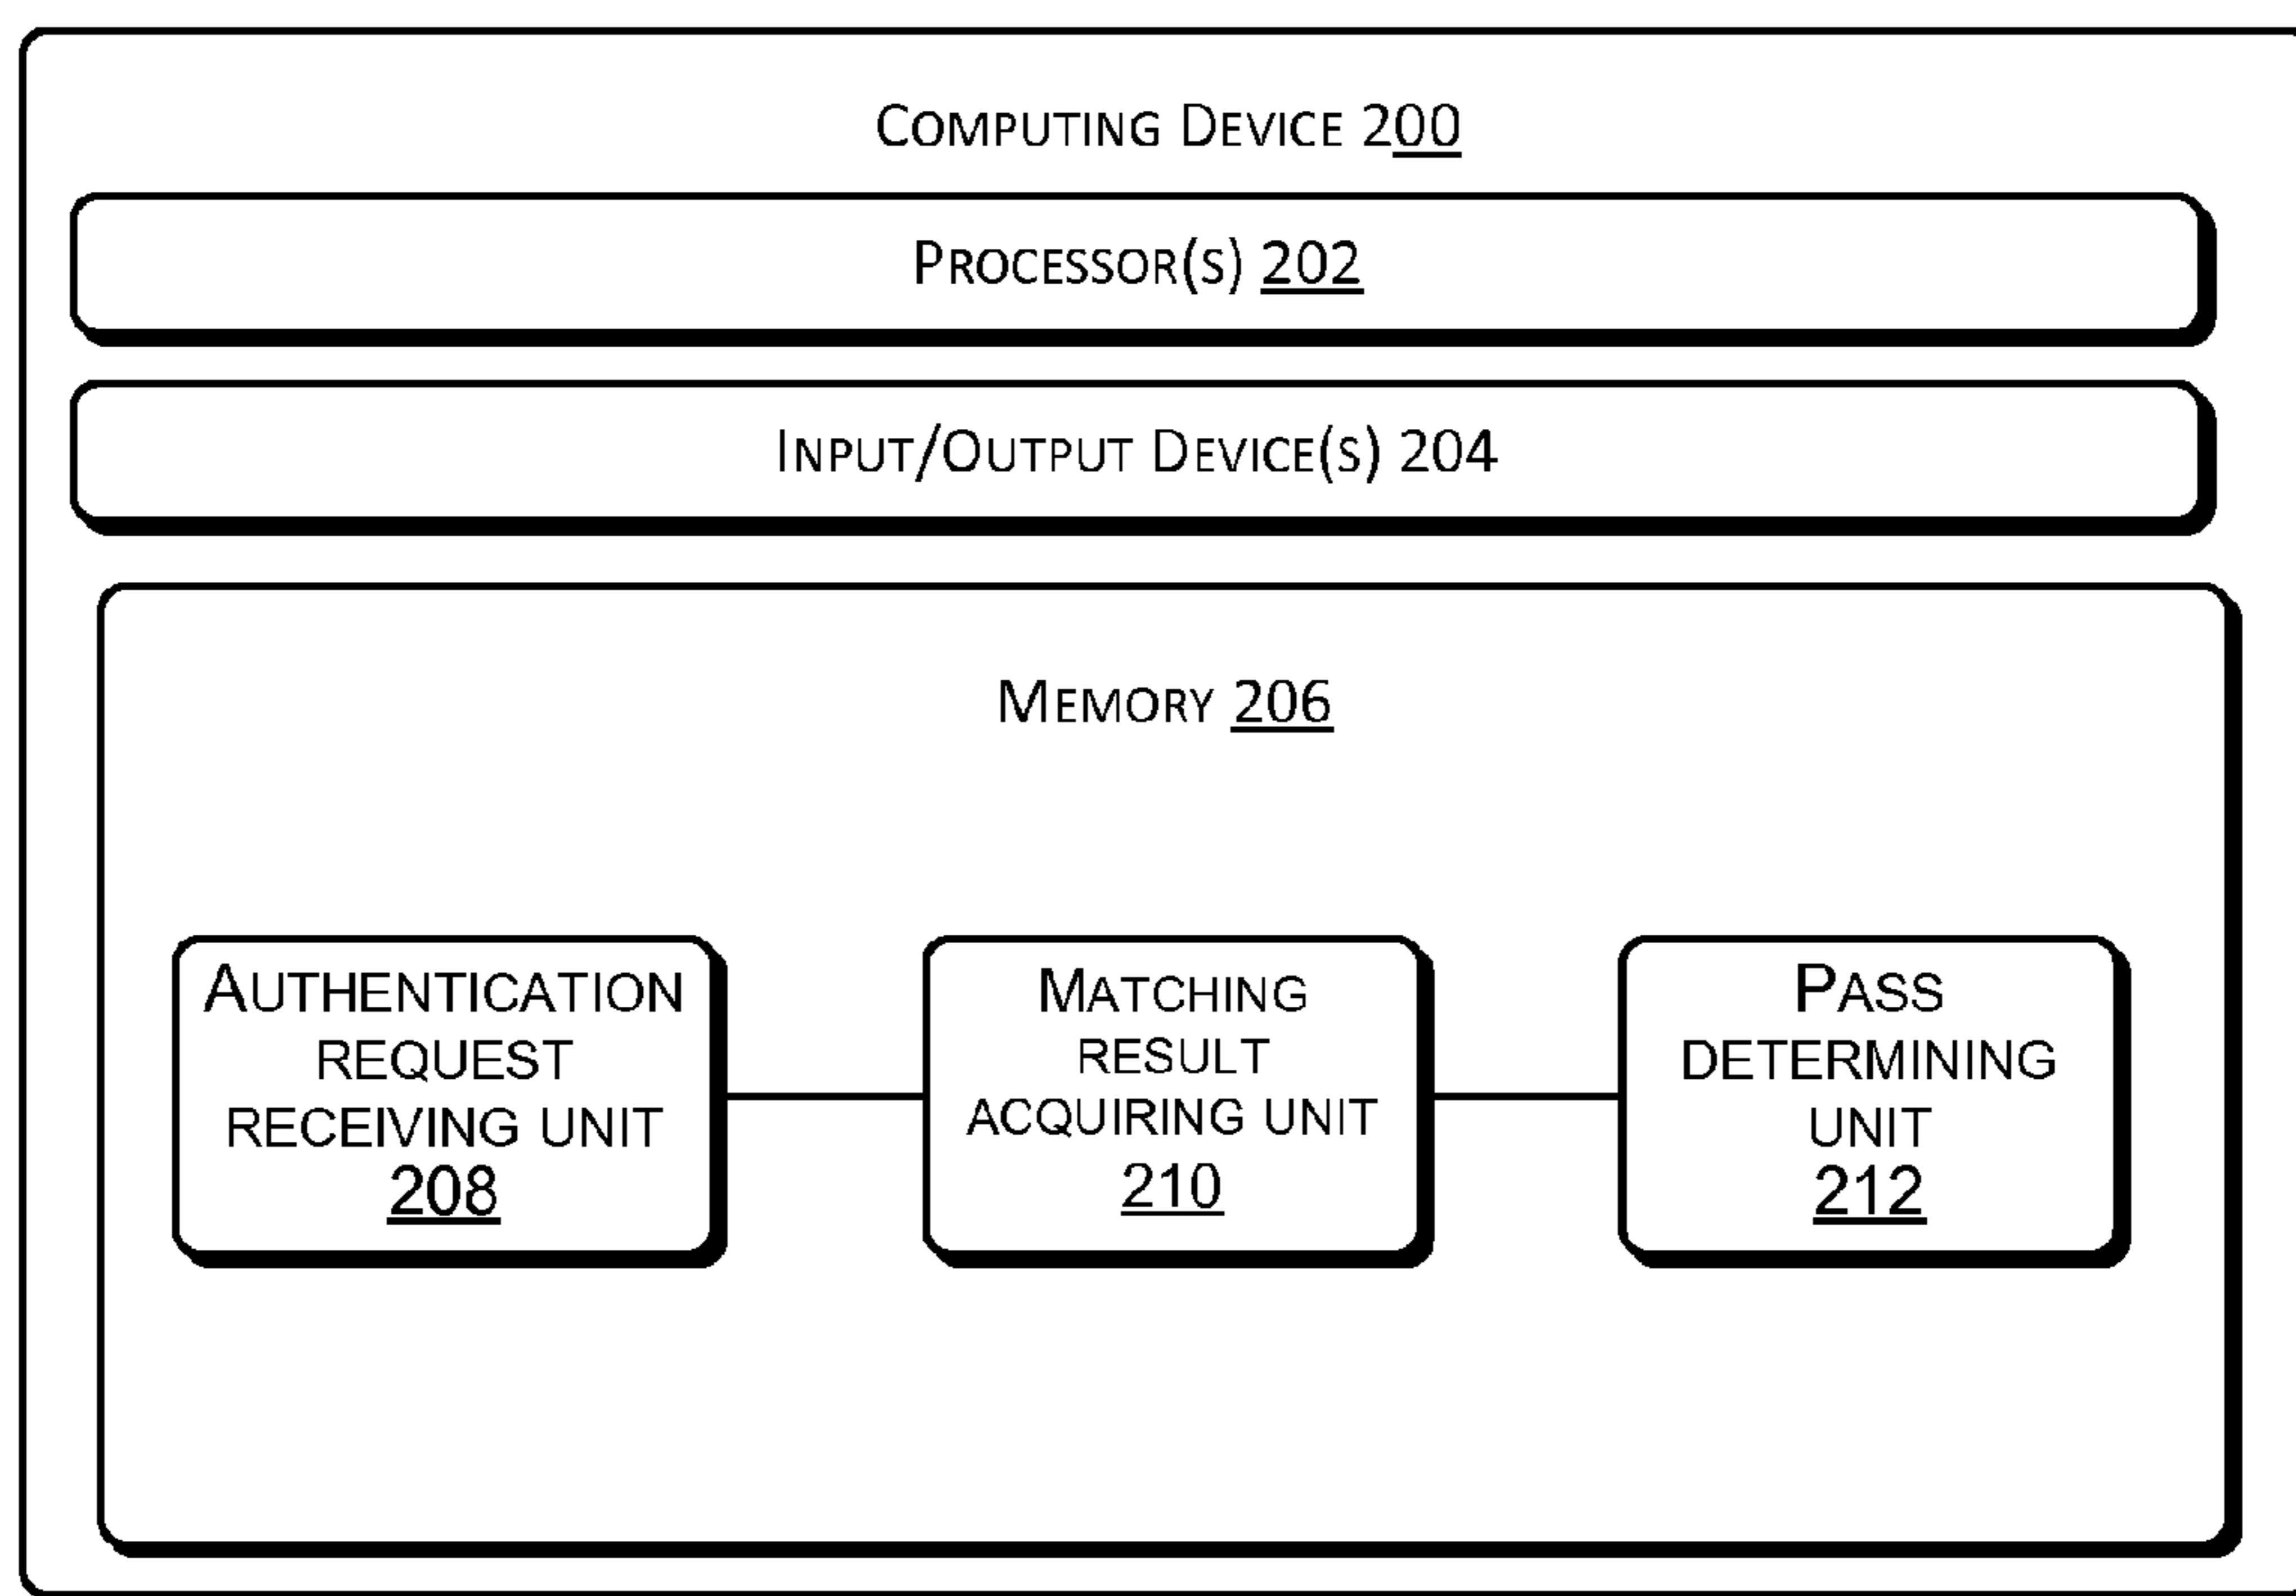 COMPUTING DEVICE 200
PROCESSOR(S) 202
INPUT/OUTPUT DEVICE(S) 204
MEMORY 206
AUTHENTICATION
REQUEST
RECEIVING UNIT
208
MATCHING
RESULT
ACQUIRING UNIT
210
PASS
DETERMINING
UNIT
212